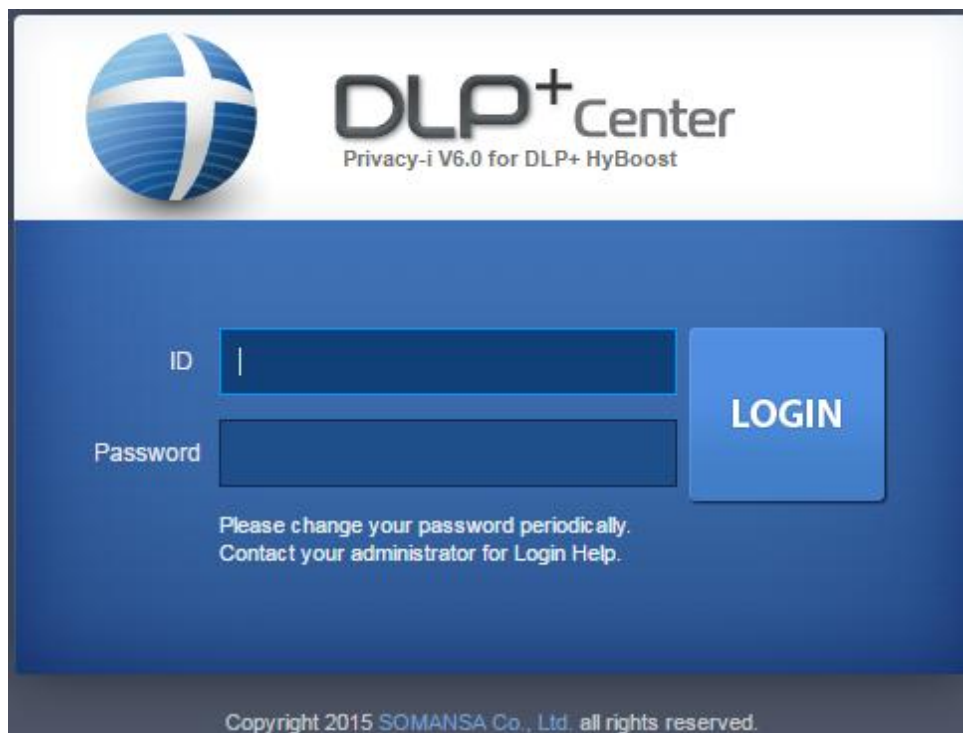 DLP+ Center
Privacy-i V6.0 for DLP+ HyBoost
ID
LOGIN
Password
Please change your password periodically.
Contact your administrator for Login Help.
Copyright 2015 SOMANSA Co., Ltd. all rights reserved.